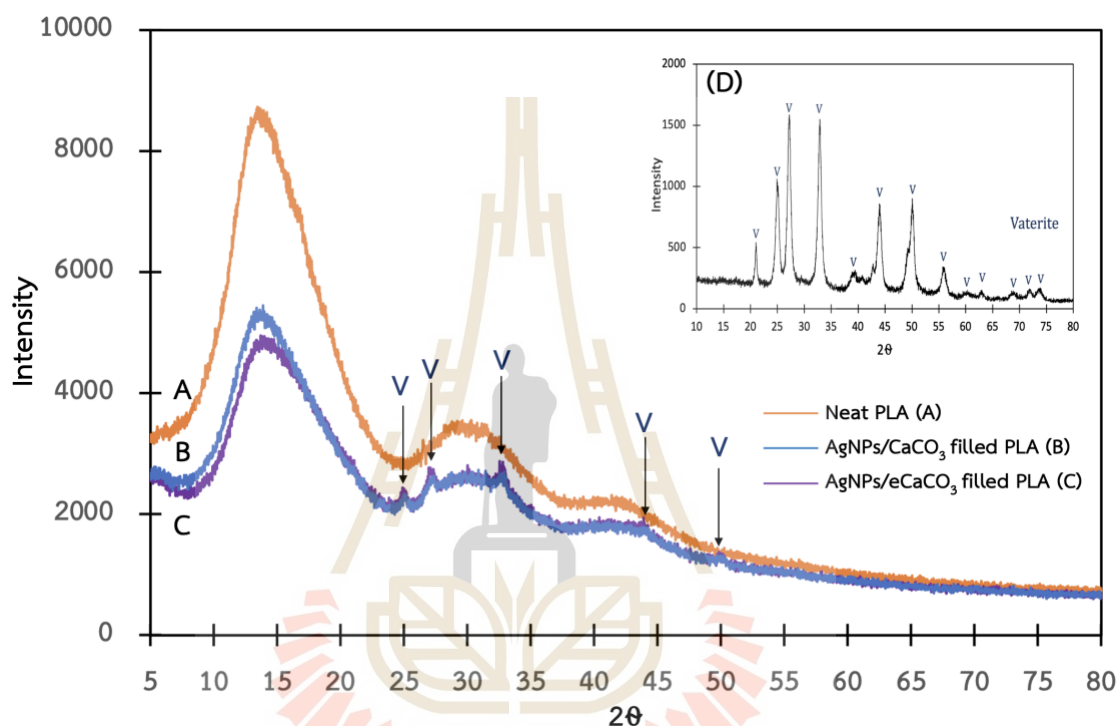 10000
8000
6000
4000
2000
0
Intensity
5 10 15 20 25 30 35 40 45 50 55 60 65 70 75 80
2θ
A
B
C
V V V V V
(D)
2000
1500
1000
500
0
Intensity
10 15 20 25 30 35 40 45 50 55 60 65 70 75 80
2θ
V V V V V V V V V V V V V
Vaterite
Neat PLA (A)
AgNPs/CaCO₃ filled PLA (B)
AgNPs/eCaCO₃ filled PLA (C)